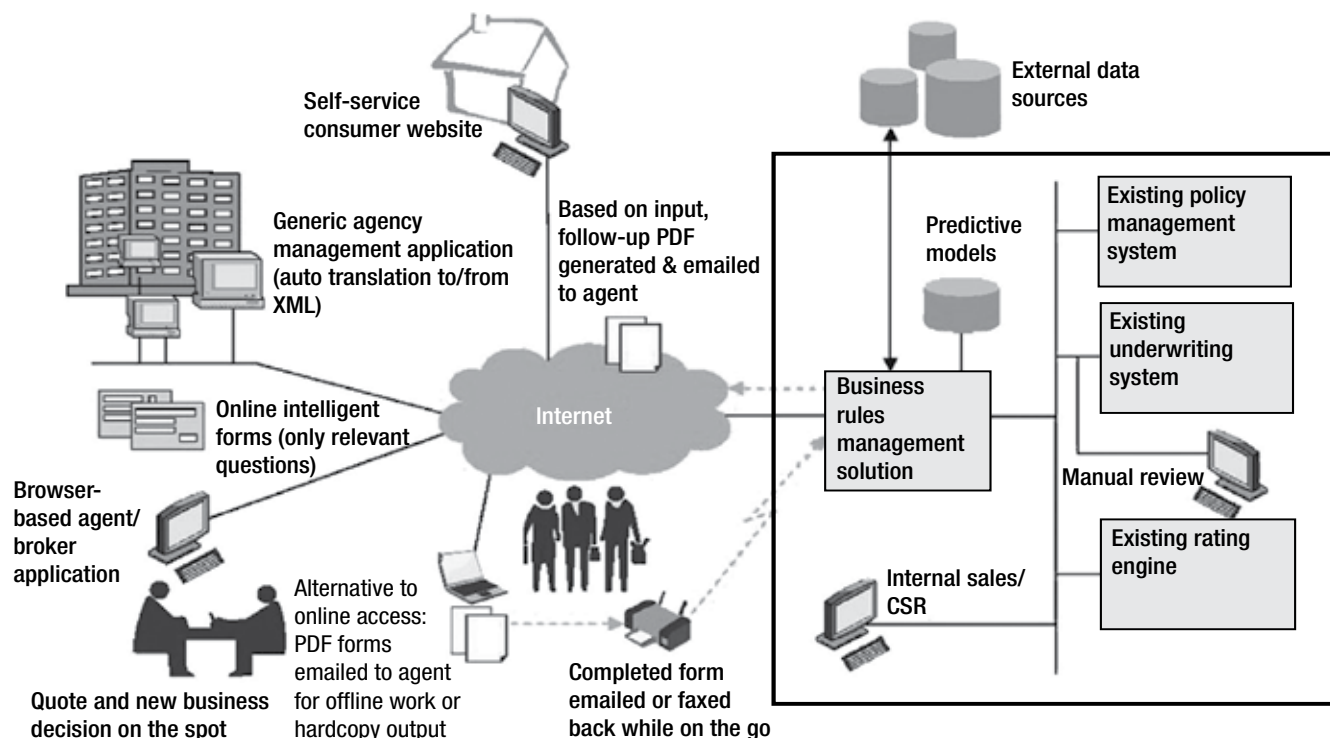 Self-service
consumer website
External data
sources
Generic agency
management application
(auto translation to/from
XML)
Based on input,
follow-up PDF
generated & emailed
to agent
Predictive
models
Existing policy
management
system
Existing
underwriting
system
Internet
Business
rules
management
solution
Online intelligent
forms (only relevant
questions)
Manual review
Browser-
based agent/
broker
application
Existing rating
engine
Internal sales/
CSR
Alternative to
online access:
PDF forms
emailed to agent
for offline work or
hardcopy output
Quote and new business
decision on the spot
Completed form
emailed or faxed
back while on the go